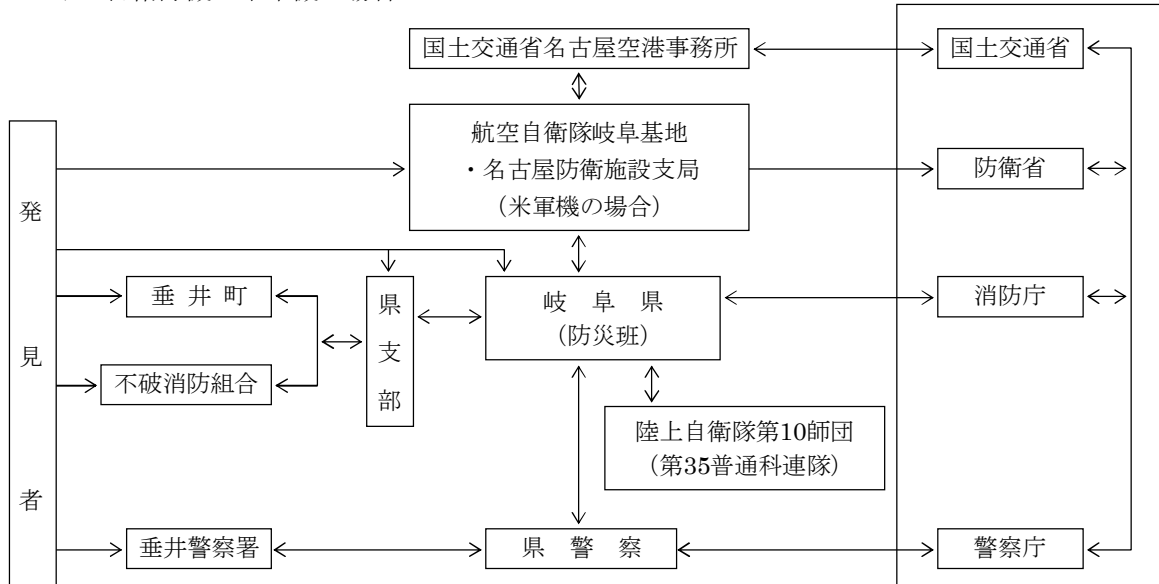 国土交通省名古屋空港事務所
国土交通省
航空自衛隊岐阜基地
・名古屋防衛施設支局
（米軍機の場合）
防衛省
発見者
垂井町
県支部
岐阜県
（防災班）
消防庁
不破消防組合
陸上自衛隊第10師団
（第35普通科連隊）
垂井警察署
県警察
警察庁